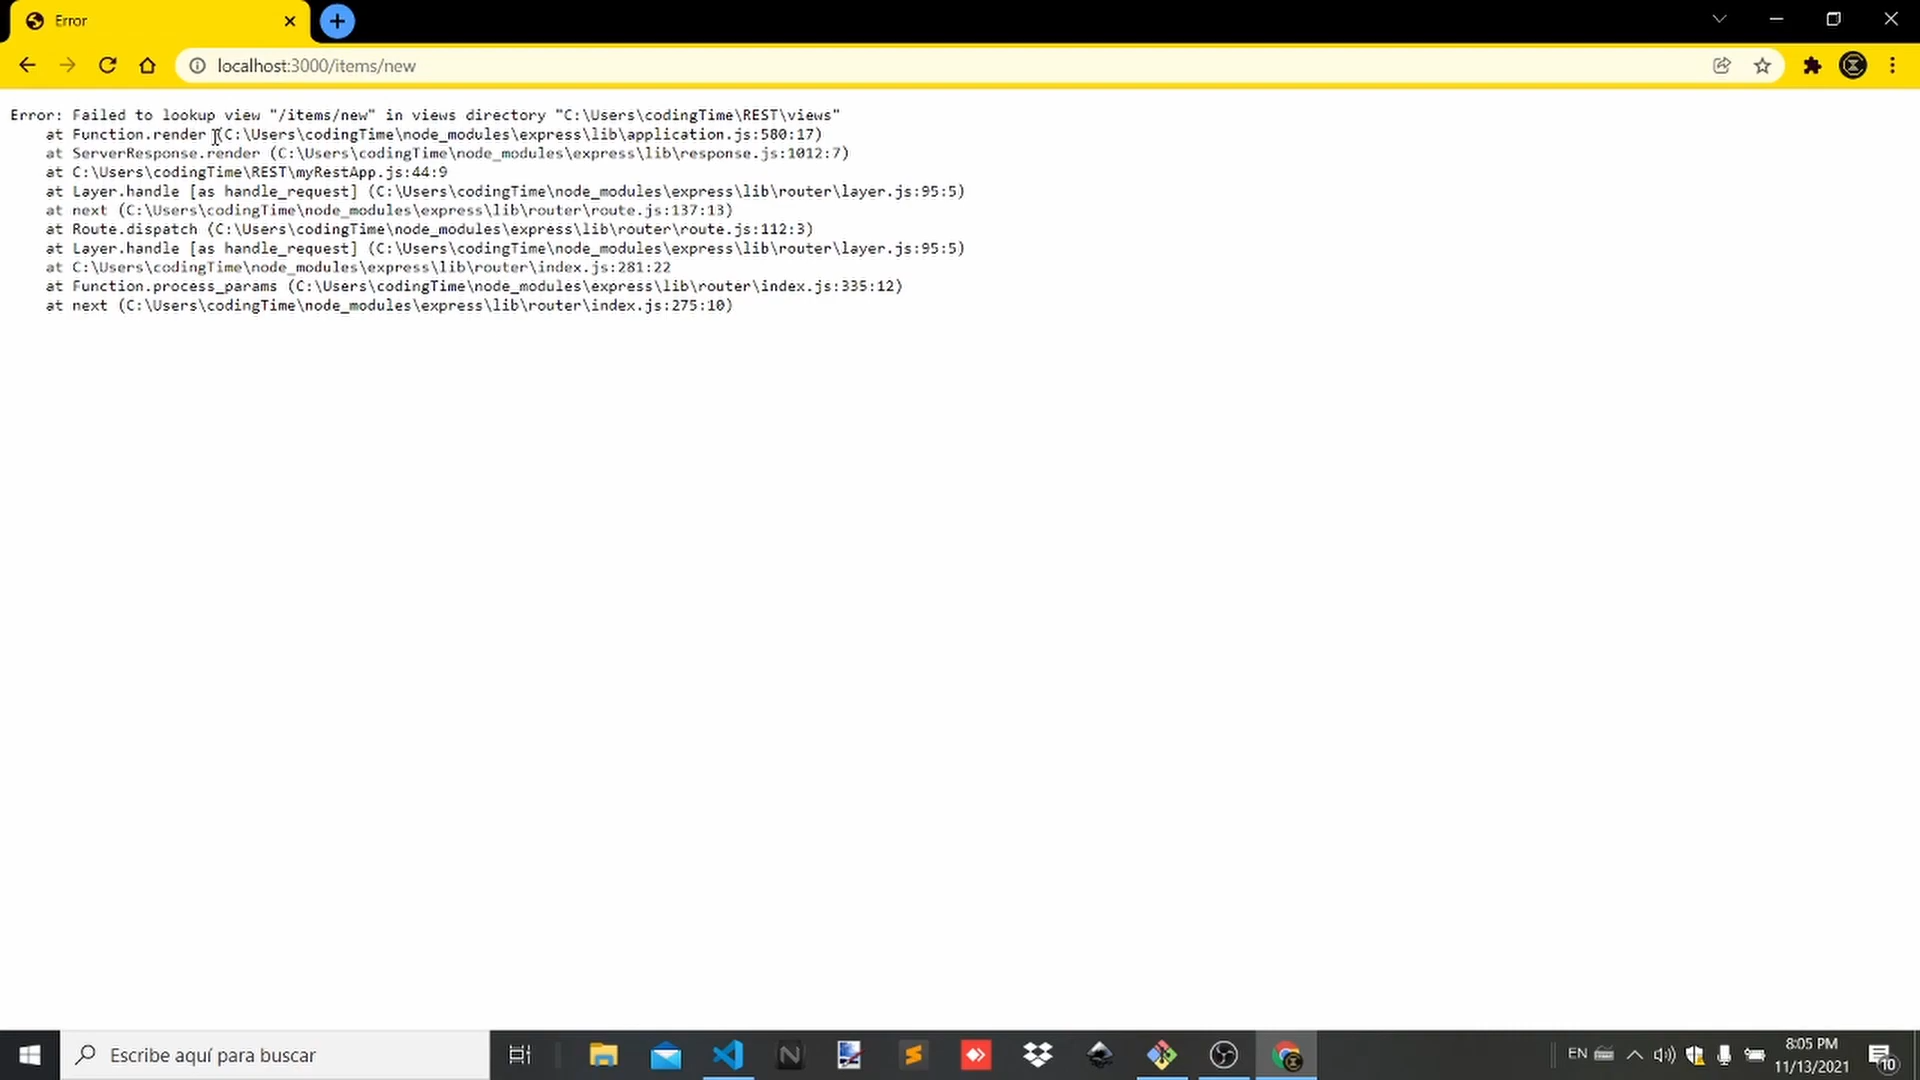 Error
localhost:3000/items/new
Error: Failed to lookup view "/items/new" in views directory "C:\Users\codingTime\REST\views"
at Function.render (C:\Users\codingTime\node_modules\express\lib\application.js:580:17)
at ServerResponse.render (C:\Users\codingTime\node_modules\express\lib\response.js:1012:7)
at C:\Users\codingTime\REST\myRestApp.js:44:9
at Layer.handle [as handle_request] (C:\Users\codingTime\node_modules\express\lib\router\layer.js:95:5)
at next (C:\Users\codingTime\node_modules\express\lib\router\route.js:137:13)
at Route.dispatch (C:\Users\codingTime\node_modules\express\lib\router\route.js:112:3)
at Layer.handle [as handle_request] (C:\Users\codingTime\node_modules\express\lib\router\layer.js:95:5)
at C:\Users\codingTime\node_modules\express\lib\router\index.js:281:22
at Function.process_params (C:\Users\codingTime\node_modules\express\lib\router\index.js:335:12)
at next (C:\Users\codingTime\node_modules\express\lib\router\index.js:275:10)
Escribe aquí para buscar
EN
8:05 PM
11/13/2021
10